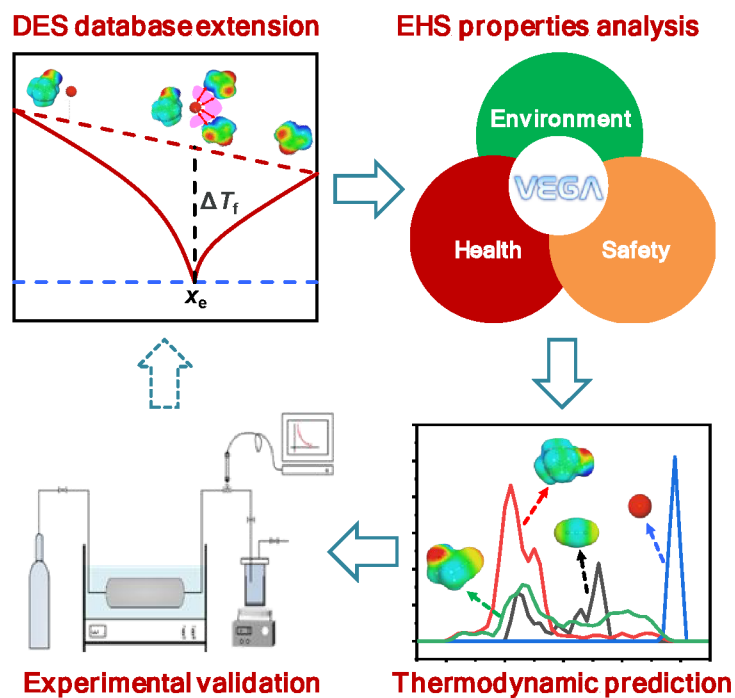 DES database extension
EHS properties analysis
ΔTf
xe
Environment
VEGA
Health
Safety
Experimental validation
Thermodynamic prediction